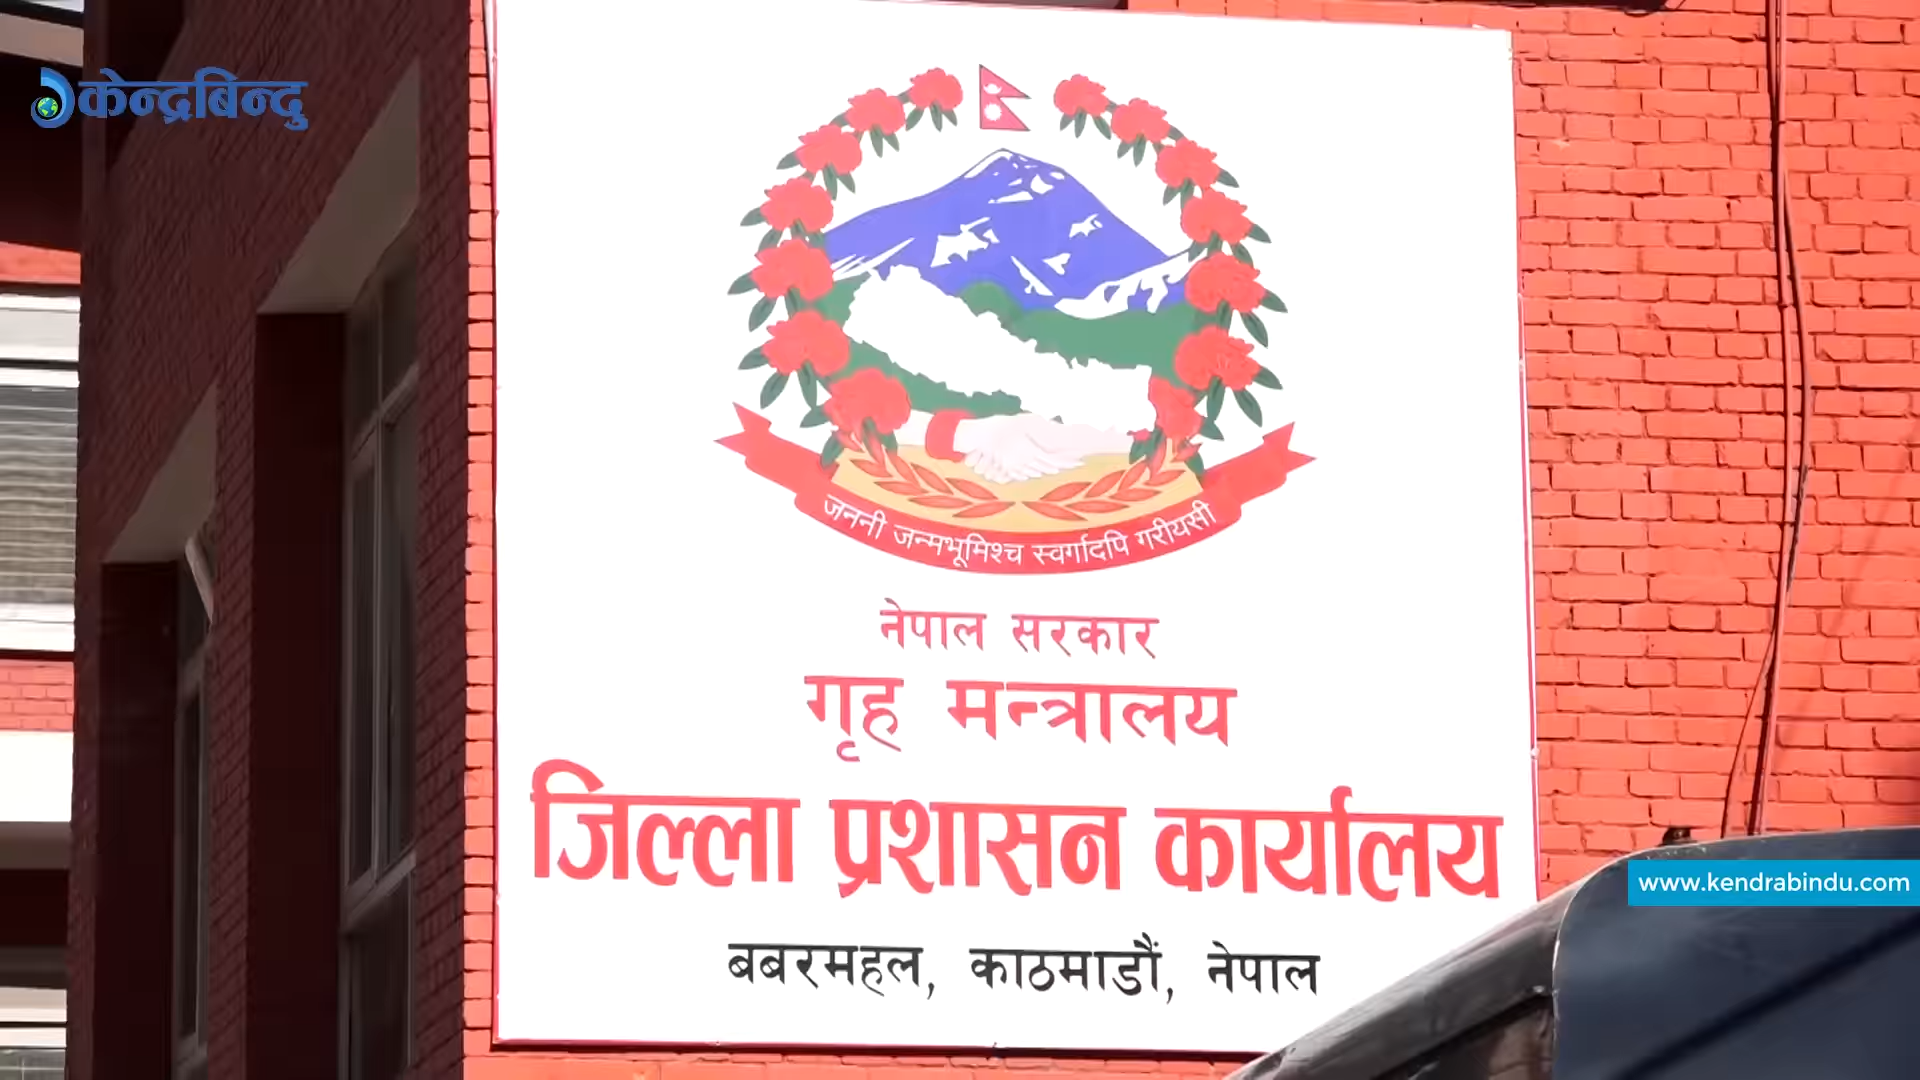 केन्द्रबिन्दु
जननी जन्मभूमिश्च स्वर्गादपि गरीयसी
नेपाल सरकार
गृह मन्त्रालय
जिल्ला प्रशासन कार्यालय
www.kendrabindu.com
बबरमहल, काठमाडौं, नेपाल